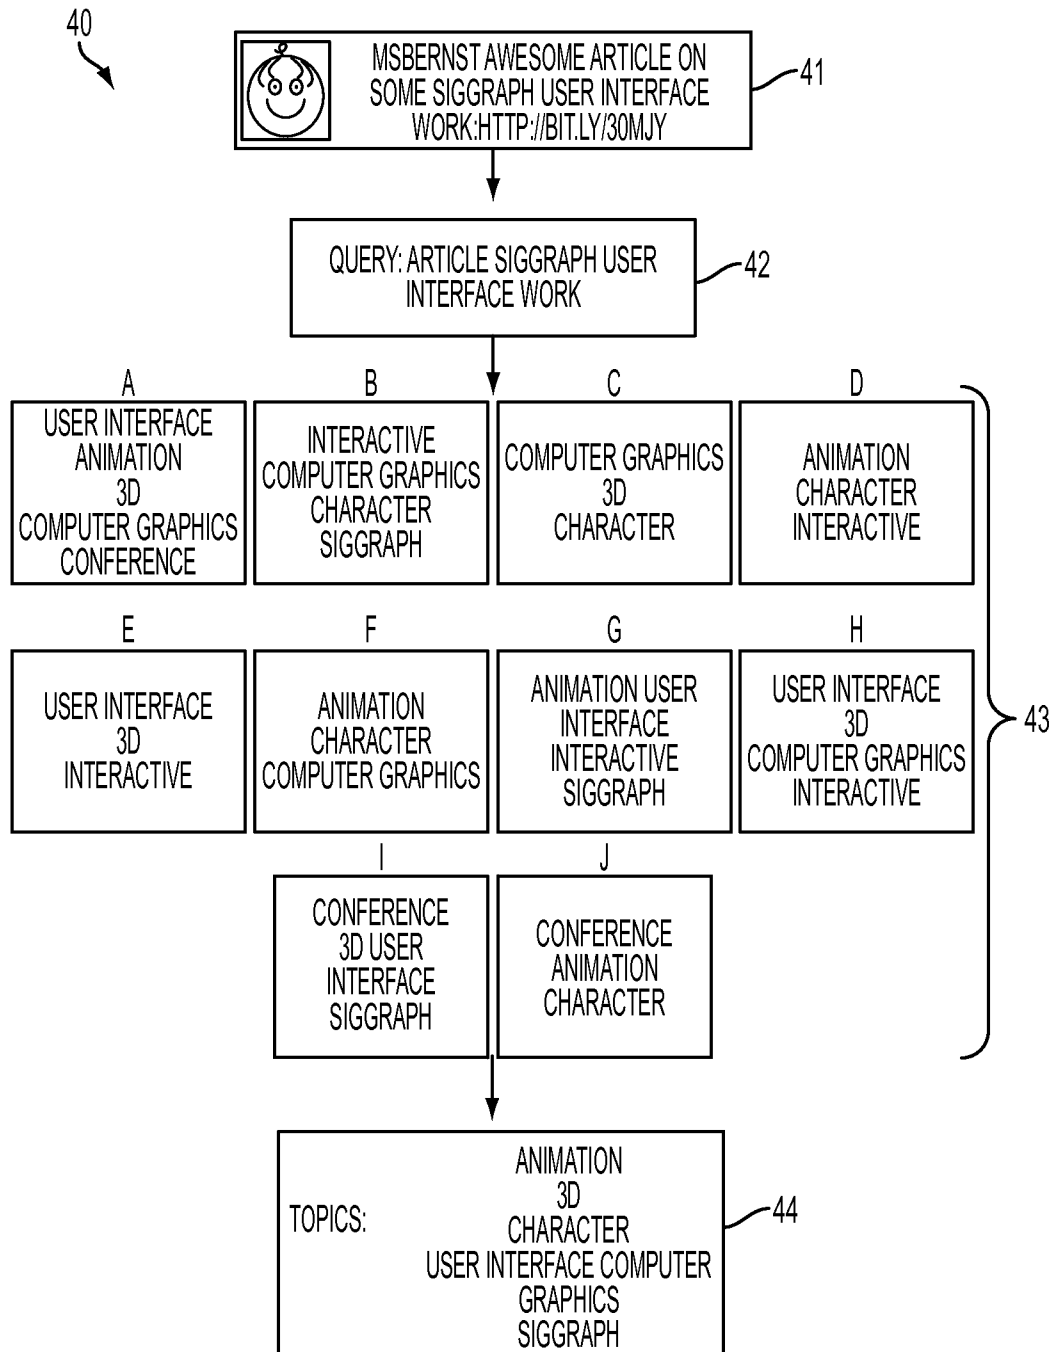 40
MSBERNST AWESOME ARTICLE ON
SOME SIGGRAPH USER INTERFACE
WORK:HTTP://BIT.LY/30MJY
41
QUERY: ARTICLE SIGGRAPH USER
INTERFACE WORK
42
A
USER INTERFACE
ANIMATION
3D
COMPUTER GRAPHICS
CONFERENCE
B
INTERACTIVE
COMPUTER GRAPHICS
CHARACTER
SIGGRAPH
C
COMPUTER GRAPHICS
3D
CHARACTER
D
ANIMATION
CHARACTER
INTERACTIVE
E
USER INTERFACE
3D
INTERACTIVE
F
ANIMATION
CHARACTER
COMPUTER GRAPHICS
G
ANIMATION USER
INTERFACE
INTERACTIVE
SIGGRAPH
H
USER INTERFACE
3D
COMPUTER GRAPHICS
INTERACTIVE
43
I
CONFERENCE
3D USER
INTERFACE
SIGGRAPH
J
CONFERENCE
ANIMATION
CHARACTER
TOPICS:
ANIMATION
3D
CHARACTER
USER INTERFACE COMPUTER
GRAPHICS
SIGGRAPH
44